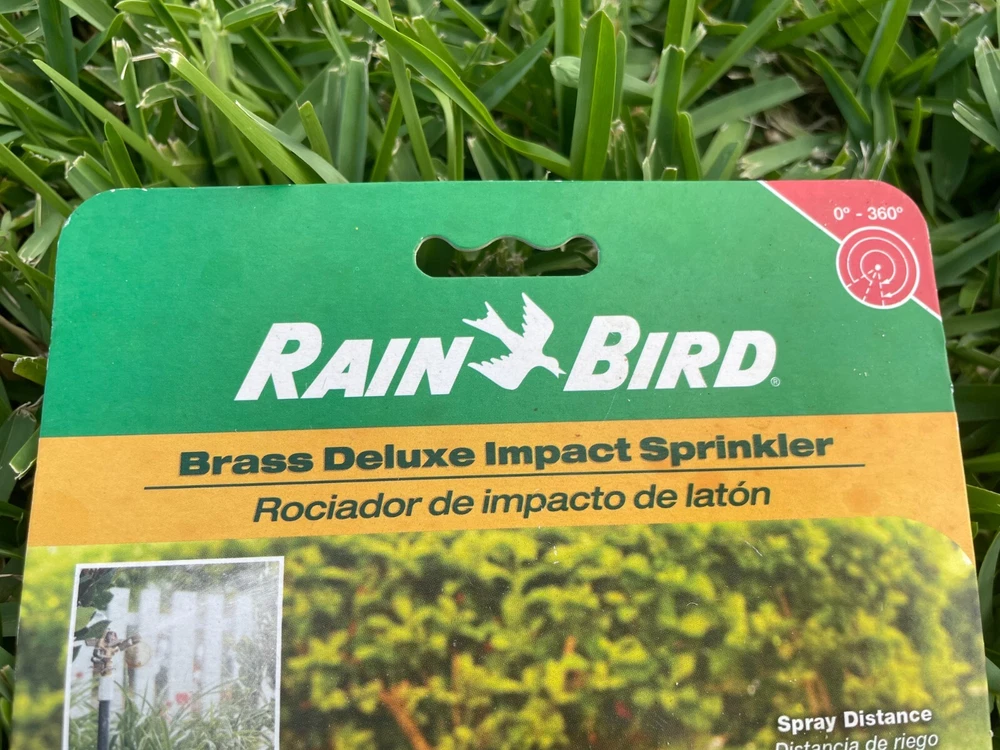 0° - 360°
RAIN BIRD®
Brass Deluxe Impact Sprinkler
Rociador de impacto de latón
Spray Distance
Distancia de riego